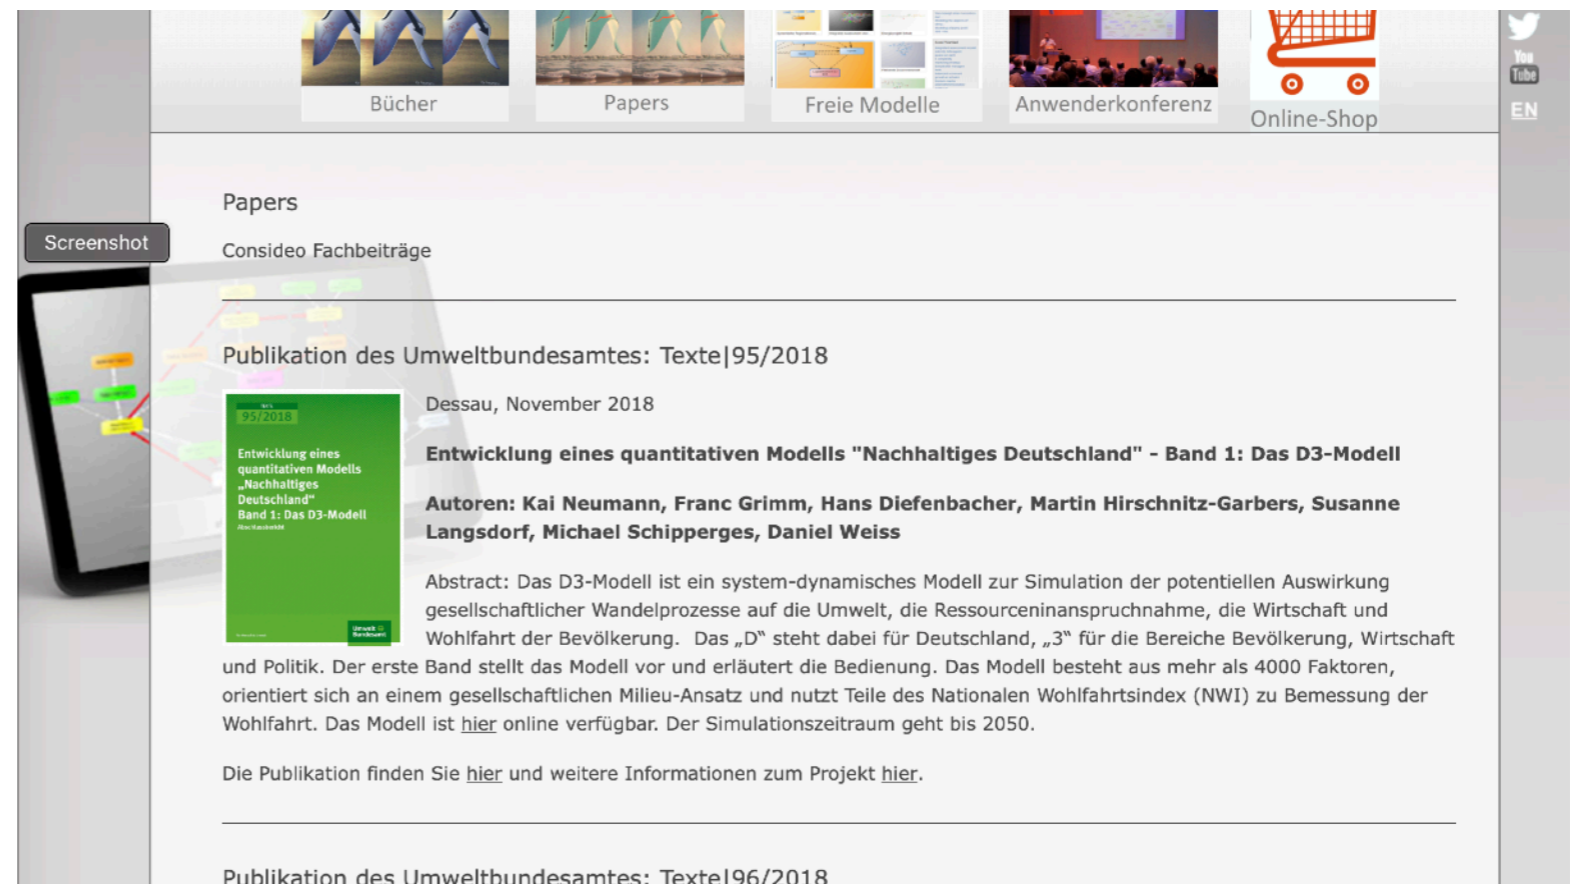 Bücher
Papers
Freie Modelle
Anwenderkonferenz
Online-Shop
You
Tube
EN
Screenshot
Papers
Consideo Fachbeiträge
Publikation des Umweltbundesamtes: Texte|95/2018
95/2018
Entwicklung eines
quantitativen Modells
„Nachhaltiges
Deutschland“
Band 1: Das D3-Modell
Abschlussbericht
Umwelt
Bundesamt
Dessau, November 2018
Entwicklung eines quantitativen Modells "Nachhaltiges Deutschland" - Band 1: Das D3-Modell
Autoren: Kai Neumann, Franc Grimm, Hans Diefenbacher, Martin Hirschnitz-Garbers, Susanne
Langsdorf, Michael Schipperges, Daniel Weiss
Abstract: Das D3-Modell ist ein system-dynamisches Modell zur Simulation der potentiellen Auswirkung
gesellschaftlicher Wandelprozesse auf die Umwelt, die Ressourceninanspruchnahme, die Wirtschaft und
Wohlfahrt der Bevölkerung. Das „D“ steht dabei für Deutschland, „3“ für die Bereiche Bevölkerung, Wirtschaft
und Politik. Der erste Band stellt das Modell vor und erläutert die Bedienung. Das Modell besteht aus mehr als 4000 Faktoren,
orientiert sich an einem gesellschaftlichen Milieu-Ansatz und nutzt Teile des Nationalen Wohlfahrtsindex (NWI) zu Bemessung der
Wohlfahrt. Das Modell ist hier online verfügbar. Der Simulationszeitraum geht bis 2050.
Die Publikation finden Sie hier und weitere Informationen zum Projekt hier.
Publikation des Umweltbundesamtes: Texte|96/2018